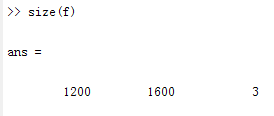 >> size(f)
ans =
1200 1600 3